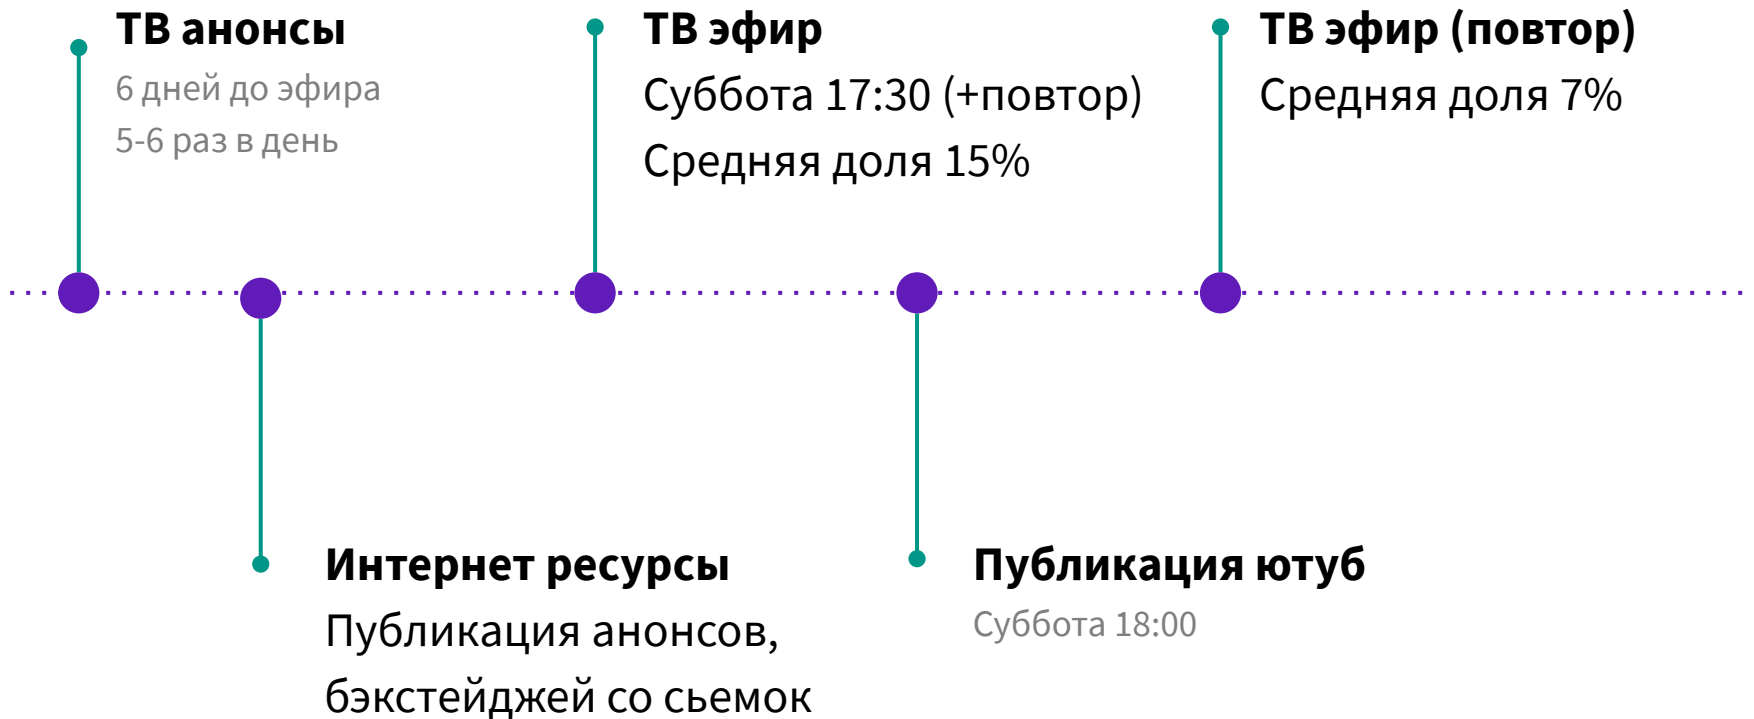 ТВ анонсы
6 дней до эфира
5-6 раз в день
ТВ эфир
Суббота 17:30 (+повтор)
Средняя доля 15%
ТВ эфир (повтор)
Средняя доля 7%
Интернет ресурсы
Публикация анонсов,
бэкстейджей со сьемок
Публикация ютуб
Суббота 18:00